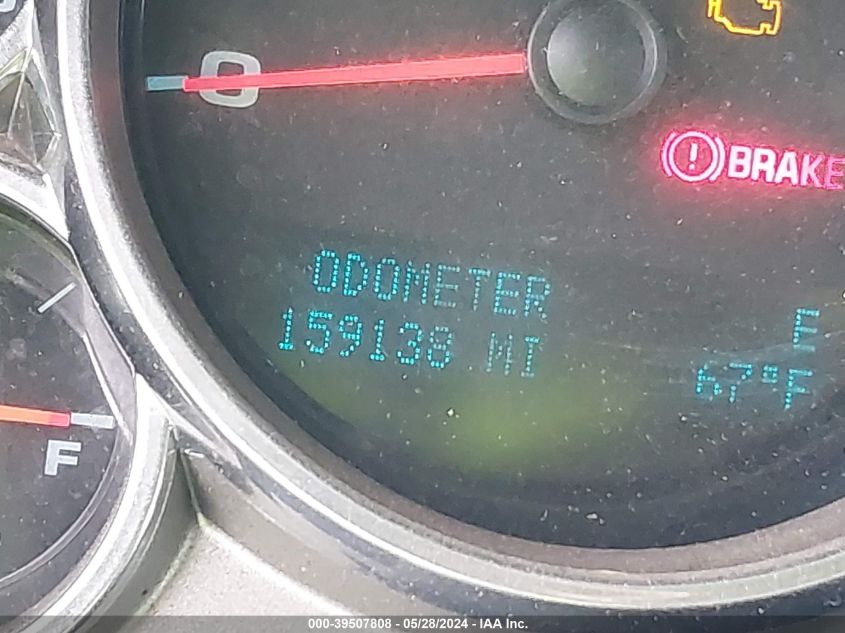 0
BRAKE
ODOMETER
159138 MI
E
67°F
F
000-39507808 - 05/28/2024 - IAA Inc.